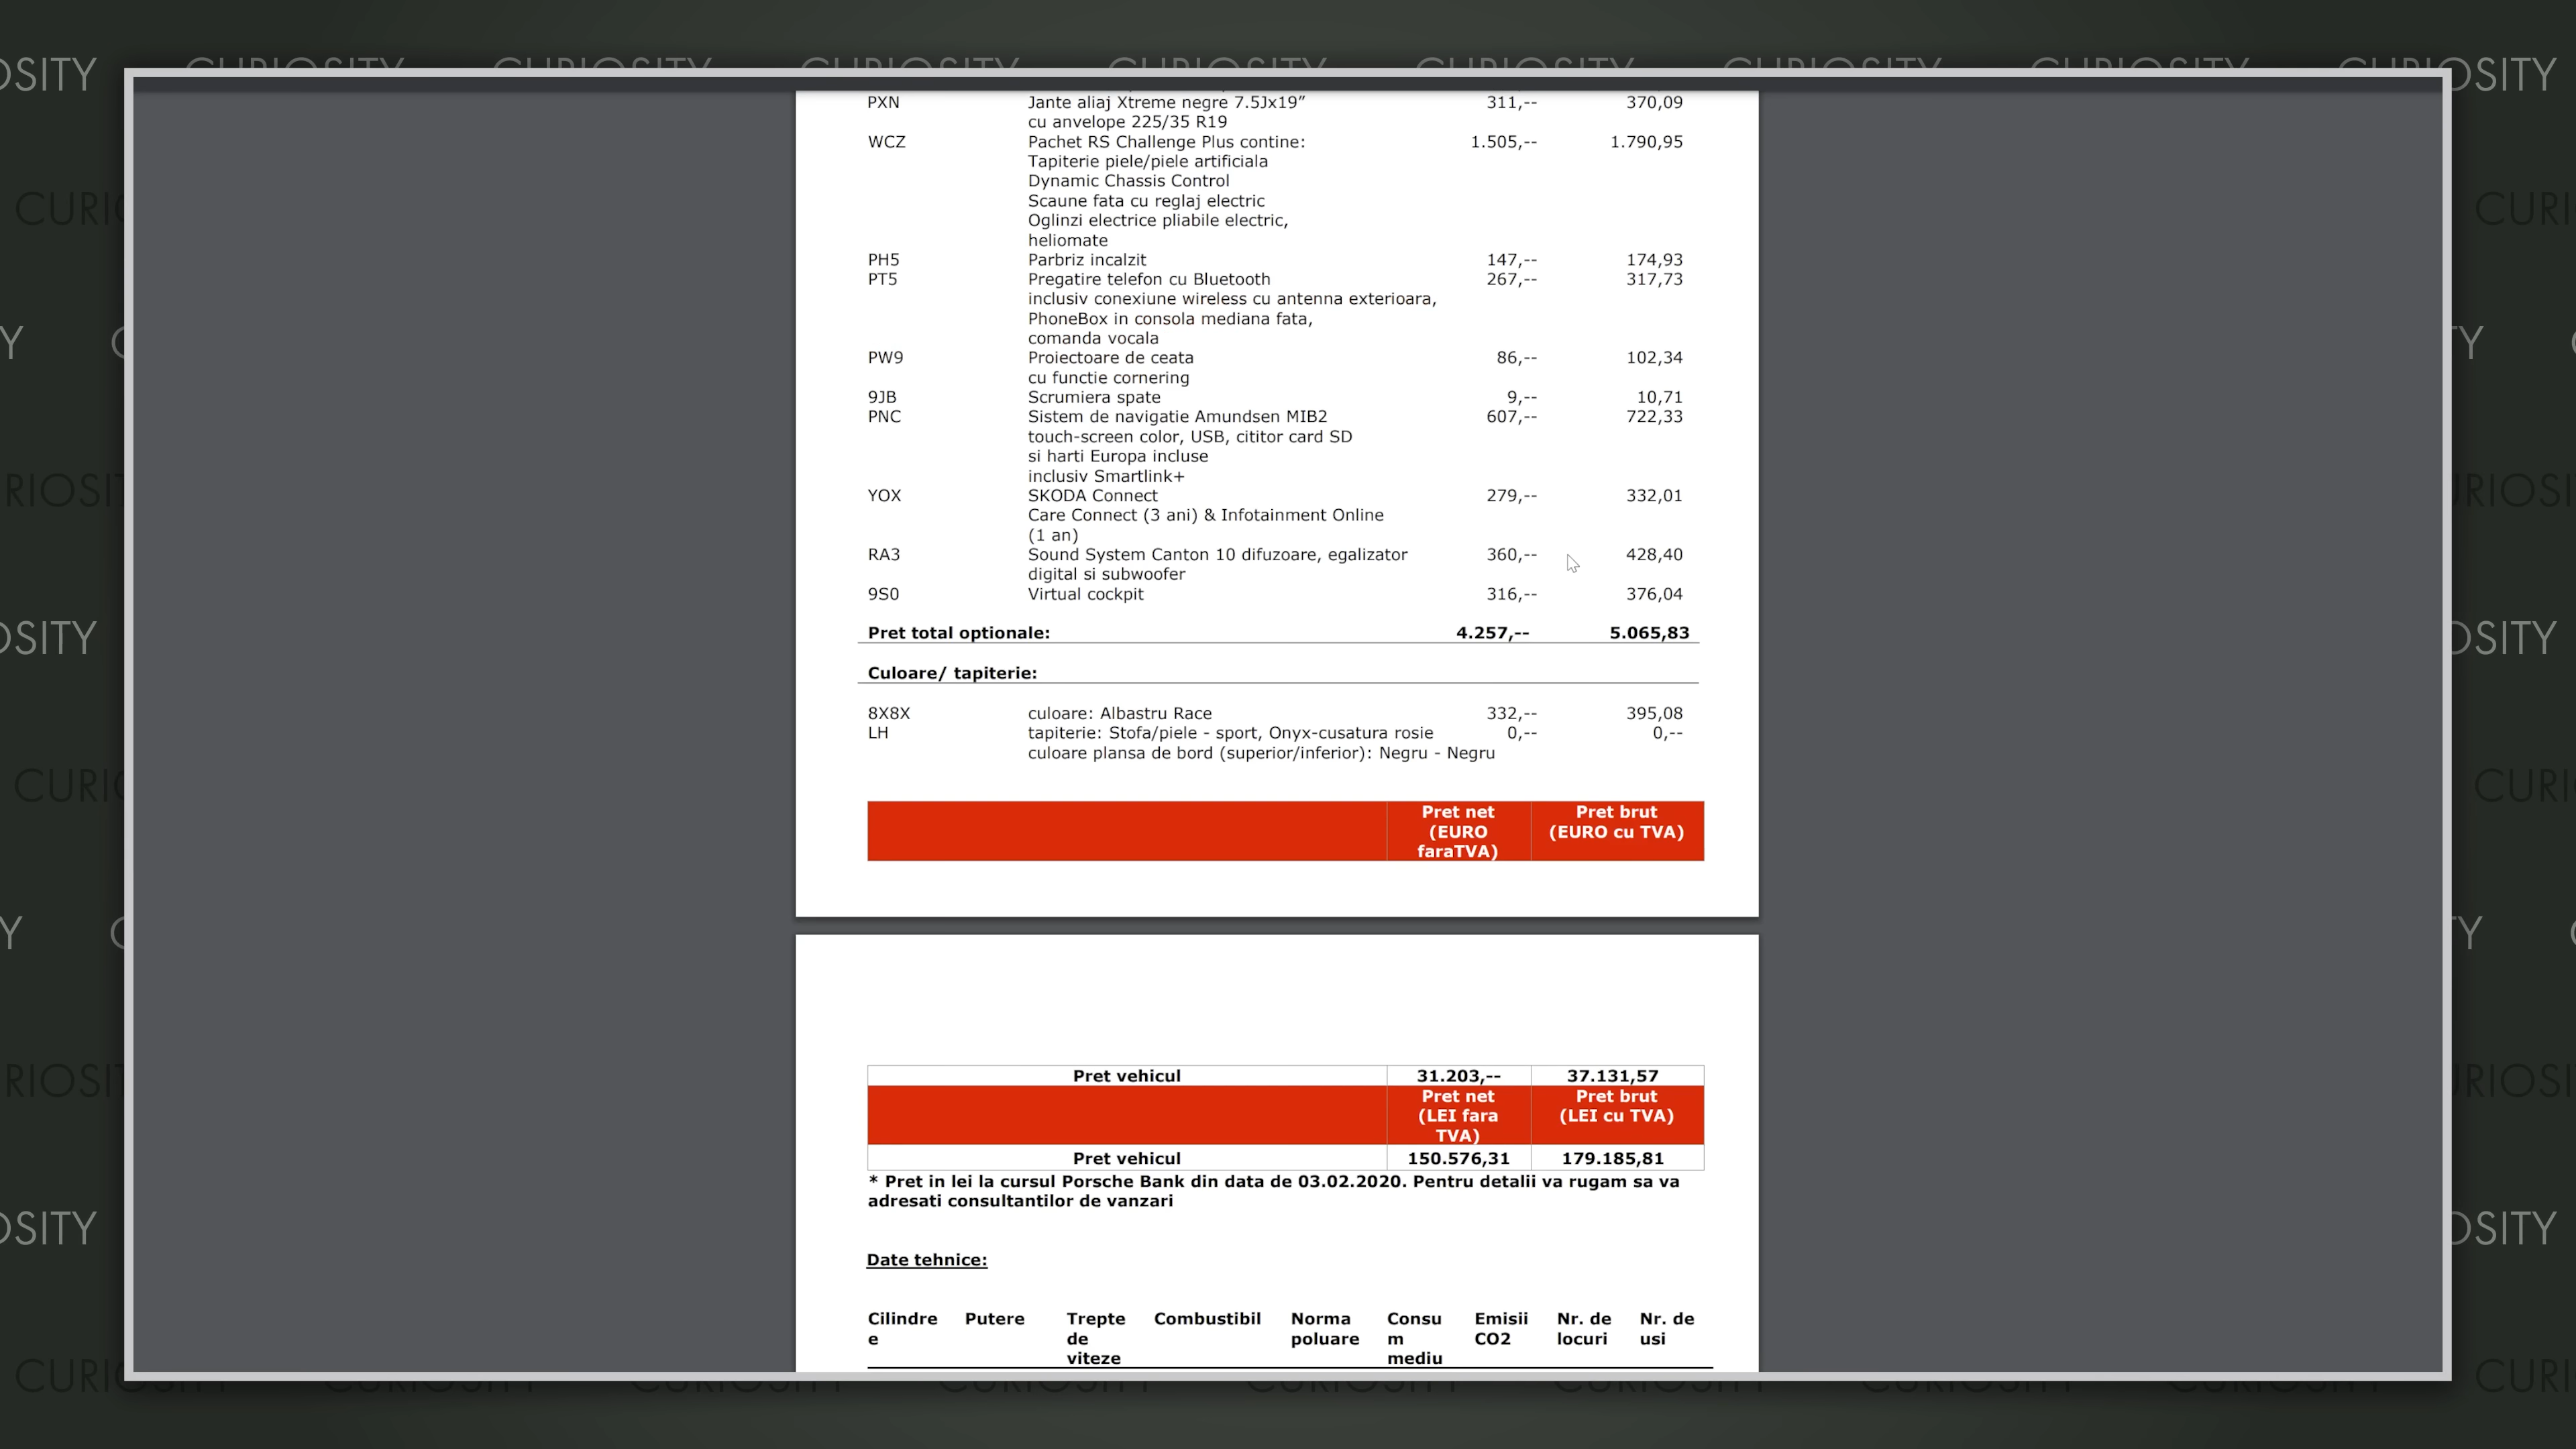 PXN Jante aliaj Xtreme negre 7.5Jx19” 311,-- 370,09
cu anvelope 225/35 R19
WCZ Pachet RS Challenge Plus contine: 1.505,-- 1.790,95
Tapiterie piele/piele artificiala
Dynamic Chassis Control
Scaune fata cu reglaj electric
Oglinzi electrice pliabile electric,
heliomate
PH5 Parbriz incalzit 147,-- 174,93
PT5 Pregatire telefon cu Bluetooth 267,-- 317,73
inclusiv conexiune wireless cu antenna exterioara,
PhoneBox in consola mediana fata,
comanda vocala
PW9 Proiectoare de ceata 86,-- 102,34
cu functie cornering
9JB Scrumiera spate 9,-- 10,71
PNC Sistem de navigatie Amundsen MIB2 607,-- 722,33
touch-screen color, USB, cititor card SD
si harti Europa incluse
inclusiv Smartlink+
YOX SKODA Connect 279,-- 332,01
Care Connect (3 ani) & Infotainment Online
(1 an)
RA3 Sound System Canton 10 difuzoare, egalizator 360,-- 428,40
digital si subwoofer
9S0 Virtual cockpit 316,-- 376,04
Pret total optionale: 4.257,-- 5.065,83
Culoare/ tapiterie:
8X8X culoare: Albastru Race 332,-- 395,08
LH tapiterie: Stofa/piele - sport, Onyx-cusatura rosie 0,-- 0,--
culoare plansa de bord (superior/inferior): Negru - Negru
Pret net Pret brut
(EURO (EURO cu TVA)
faraTVA)
Pret vehicul 31.203,-- 37.131,57
Pret net Pret brut
(LEI fara (LEI cu TVA)
TVA)
Pret vehicul 150.576,31 179.185,81
* Pret in lei la cursul Porsche Bank din data de 03.02.2020. Pentru detalii va rugam sa va
adresati consultantilor de vanzari
Date tehnice:
Cilindre Putere Trepte Combustibil Norma Consu Emisii Nr. de Nr. de
e de poluare m CO2 locuri usi
viteze mediu